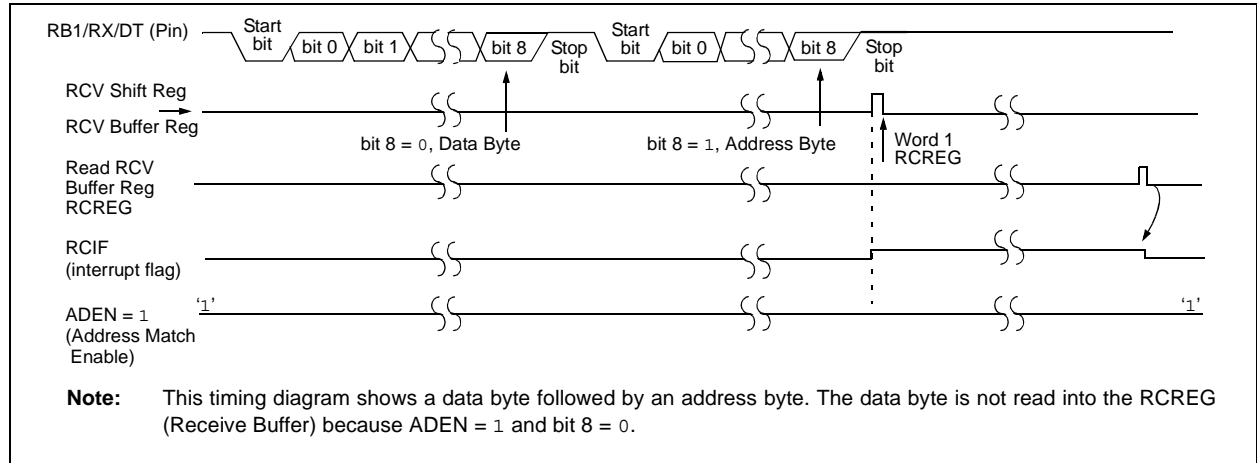 RB1/RX/DT (Pin)
Start
bit
bit 0
bit 1
bit 8
Stop
bit
Start
bit
bit 0
bit 8
Stop
bit
RCV Shift Reg
RCV Buffer Reg
bit 8 = 0, Data Byte
bit 8 = 1, Address Byte
Word 1
RCREG
Read RCV
Buffer Reg
RCREG
RCIF
(interrupt flag)
ADEN = 1
(Address Match
Enable)
‘1’
‘1’
Note: This timing diagram shows a data byte followed by an address byte. The data byte is not read into the RCREG
(Receive Buffer) because ADEN = 1 and bit 8 = 0.